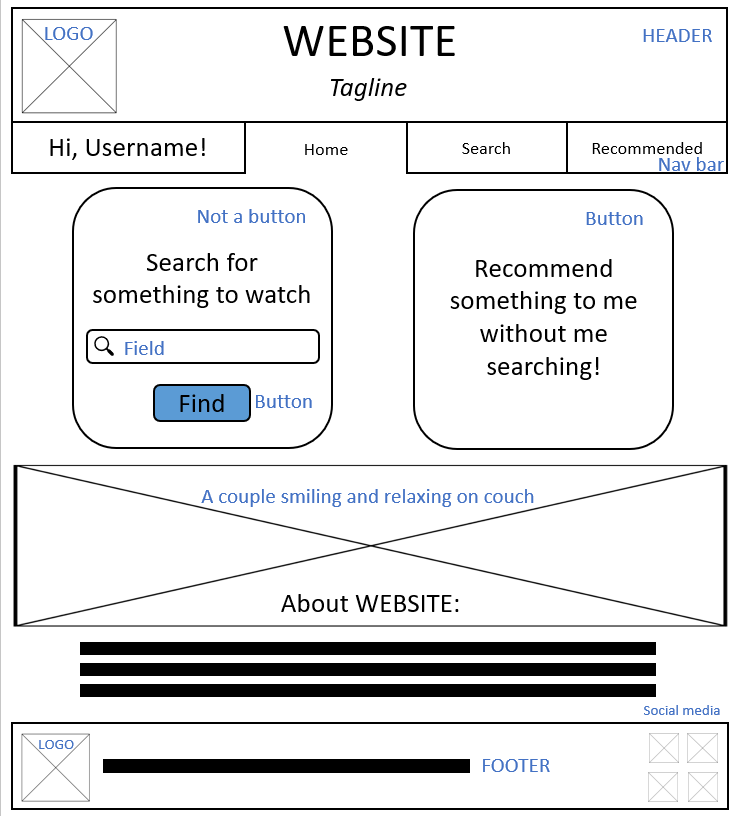 LOGO
WEBSITE
HEADER
Tagline
Hi, Username!
Home
Search
Recommended
Nav bar
Not a button
Search for
something to watch
Field
Find
Button
Button
Recommend
something to me
without me
searching!
A couple smiling and relaxing on couch
About WEBSITE:
Social media
LOGO
FOOTER